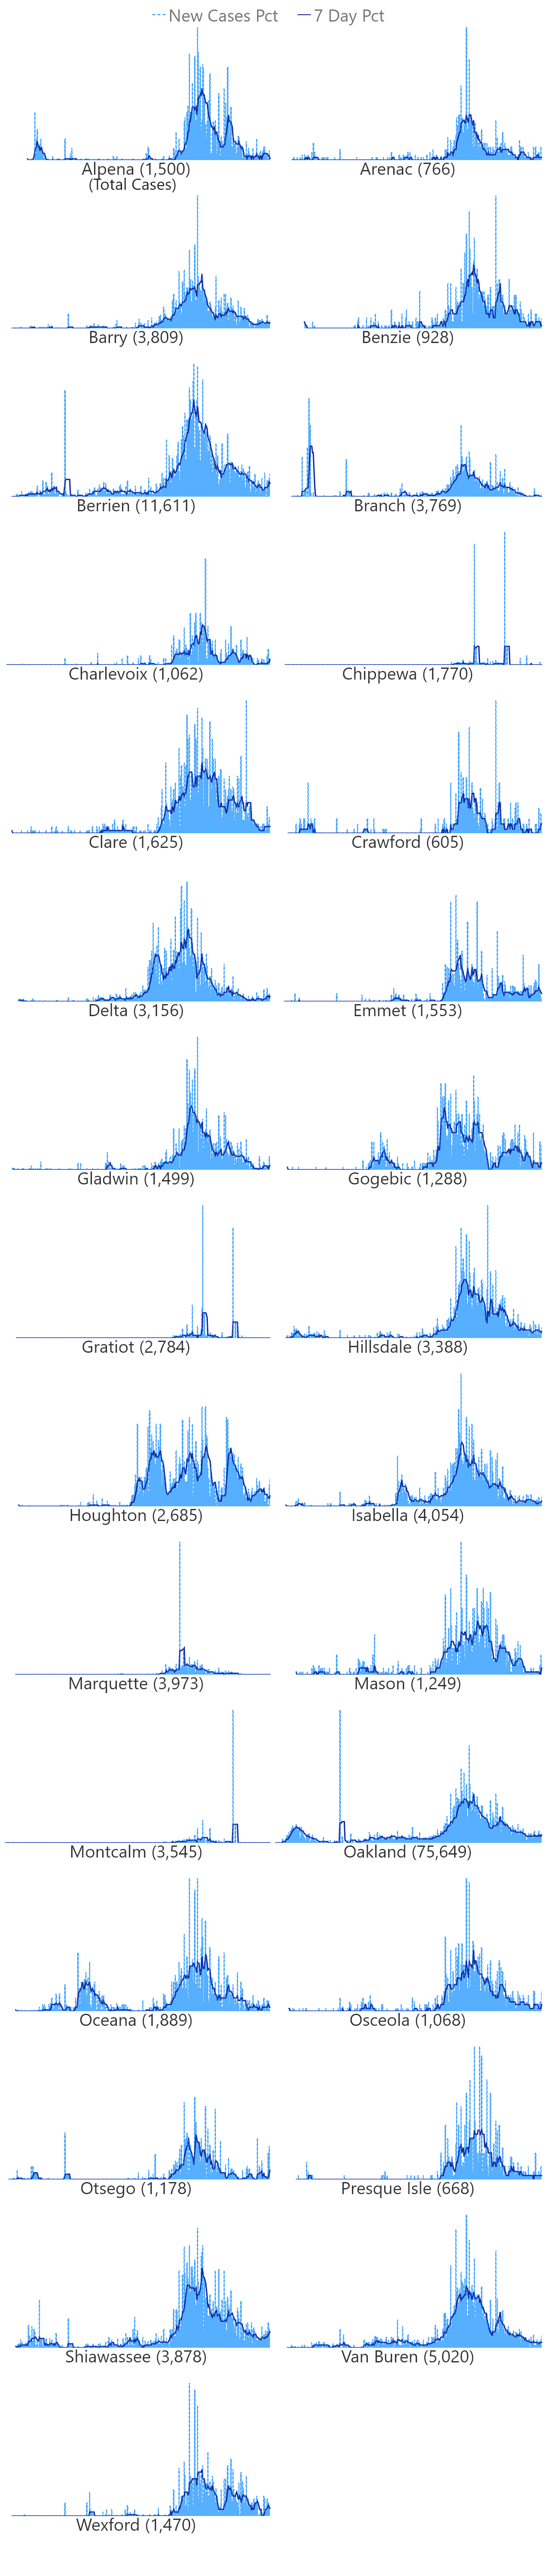 New Cases Pct 7 Day Pct
Alpena (1,500) Arenac (766)
(Total Cases)
Barry (3,809) Benzie (928)
Berrien (11,611) Branch (3,769)
Charlevoix (1,062) Chippewa (1,770)
Clare (1,625) Crawford (605)
Delta (3,156) Emmet (1,553)
Gladwin (1,499) Gogebic (1,288)
Gratiot (2,784) Hillsdale (3,388)
Houghton (2,685) Isabella (4,054)
Marquette (3,973) Mason (1,249)
Montcalm (3,545) Oakland (75,649)
Oceana (1,889) Osceola (1,068)
Otsego (1,178) Presque Isle (668)
Shiawassee (3,878) Van Buren (5,020)
Wexford (1,470)